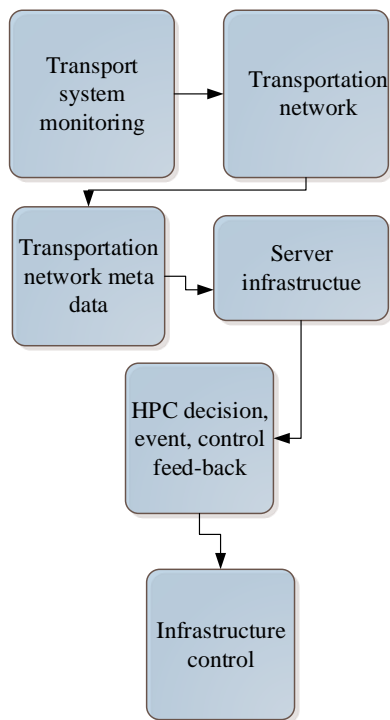 Transport
system
monitoring
Transportation
network
Transportation
network meta
data
Server
infrastructue
HPC decision,
event, control
feed-back
Infrastructure
control